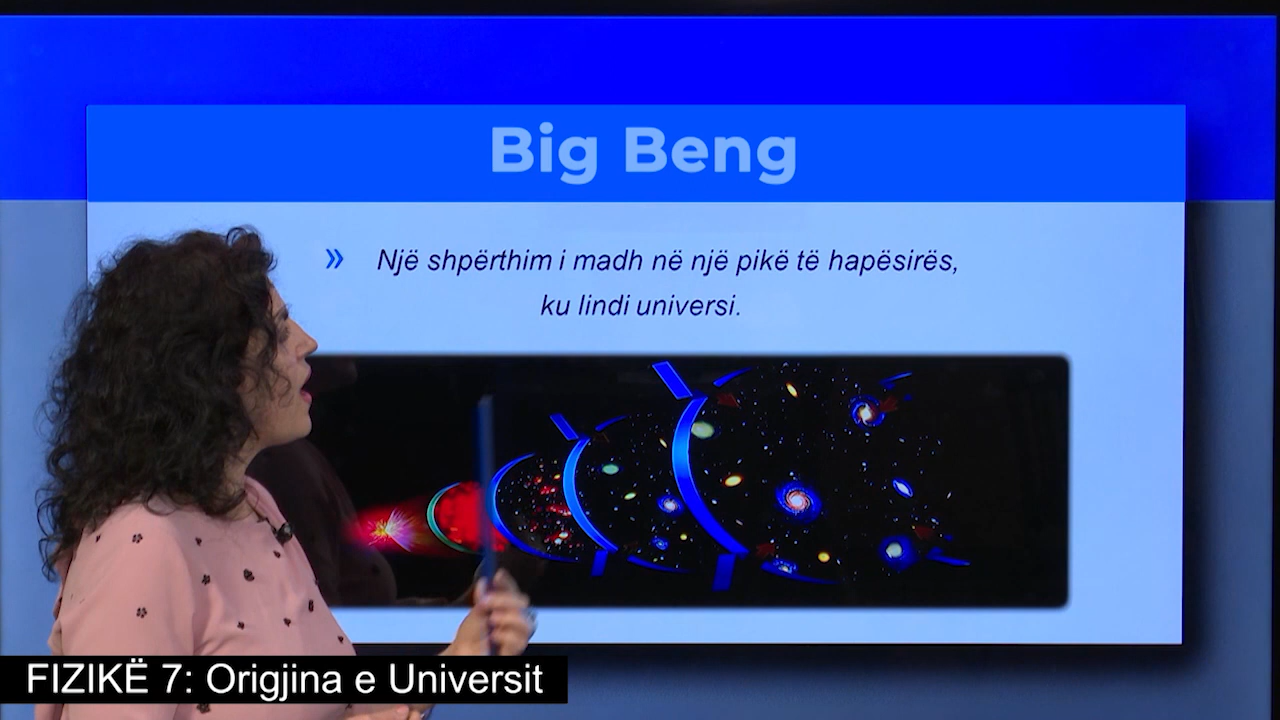 Big Beng
» Një shpërthim i madh në një pikë të hapësirës,
ku lindi universi.
FIZIKË 7: Origjina e Universit